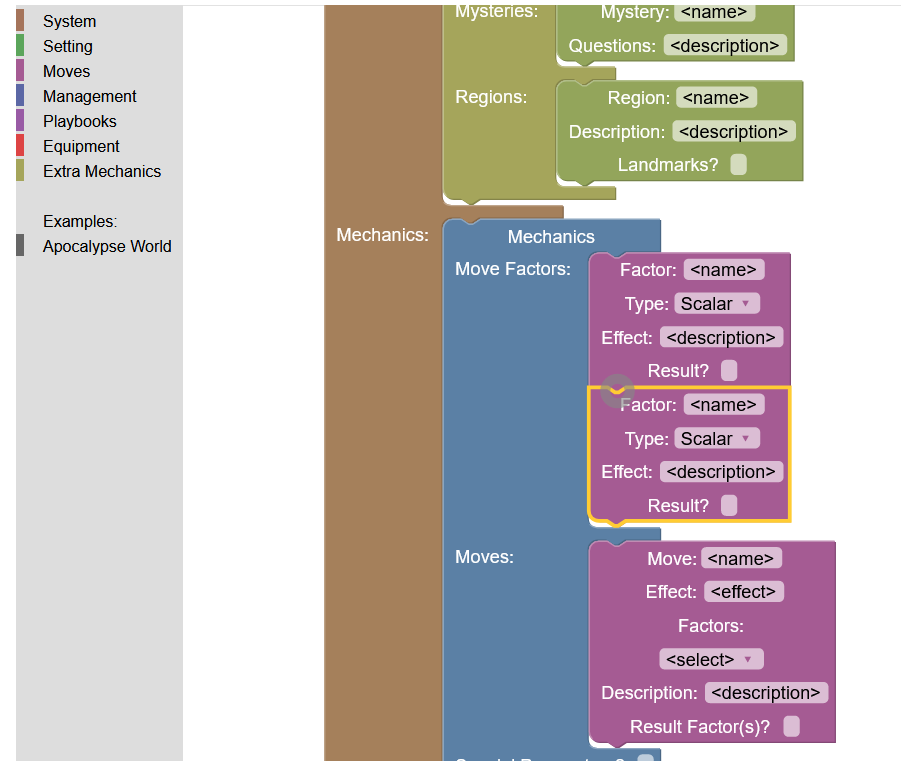 System
Setting
Moves
Management
Playbooks
Equipment
Extra Mechanics
Examples:
Apocalypse World
Mysteries:
Mystery: <name>
Questions: <description>
Regions:
Region: <name>
Description: <description>
Landmarks?
Mechanics:
Mechanics
Move Factors:
Factor: <name>
Type: Scalar
Effect: <description>
Result?
Factor: <name>
Type: Scalar
Effect: <description>
Result?
Moves:
Move: <name>
Effect: <effect>
Factors:
<select>
Description: <description>
Result Factor(s)?